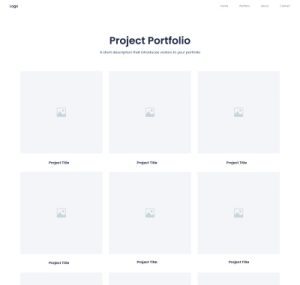 Logo
Home Portfolio About Contact
Project Portfolio
A short description that introduces visitors to your portfolio
Project Title Project Title Project Title
Project Title Project Title Project Title